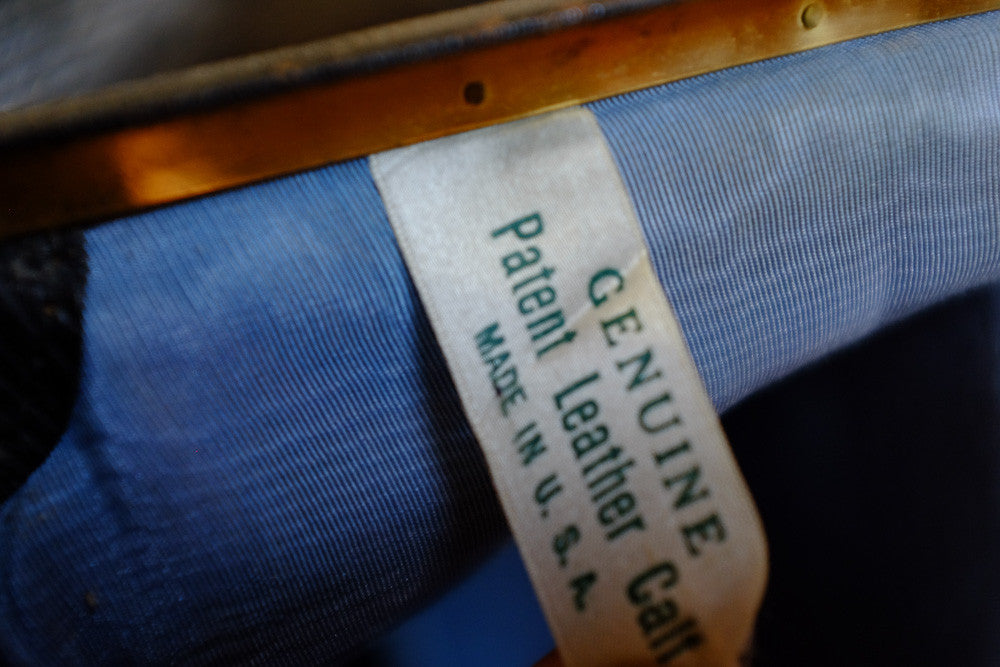 GENUINE
Patent Leather Calf
MADE IN U. S. A.